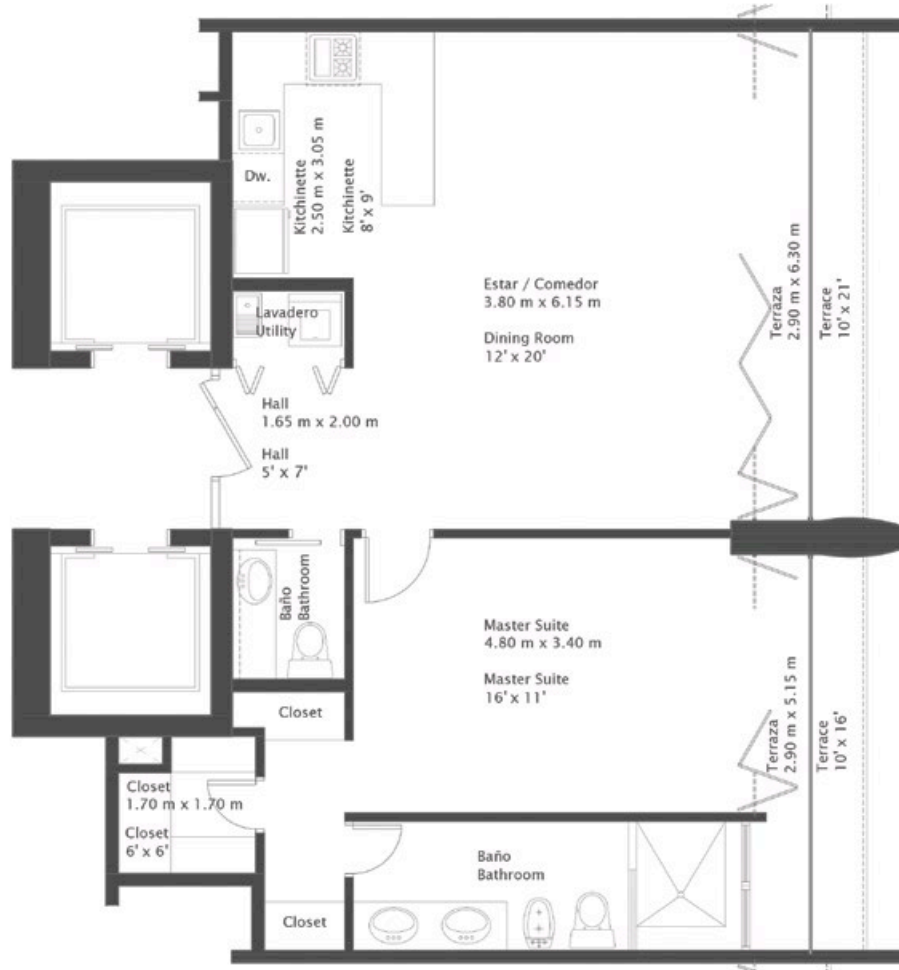 Kitchinette
2.50 m x 3.05 m
Kitchinette
8' x 9'
Dw.
Estar / Comedor
3.80 m x 6.15 m
Dining Room
12' x 20'
Terraza
2.90 m x 6.30 m
Terrace
10' x 21'
Lavadero
Utility
Hall
1.65 m x 2.00 m
Hall
5' x 7'
Baño
Bathroom
Master Suite
4.80 m x 3.40 m
Master Suite
16' x 11'
Terraza
2.90 m x 5.15 m
Terrace
10' x 16'
Closet
Closet
1.70 m x 1.70 m
Closet
6' x 6'
Baño
Bathroom
Closet